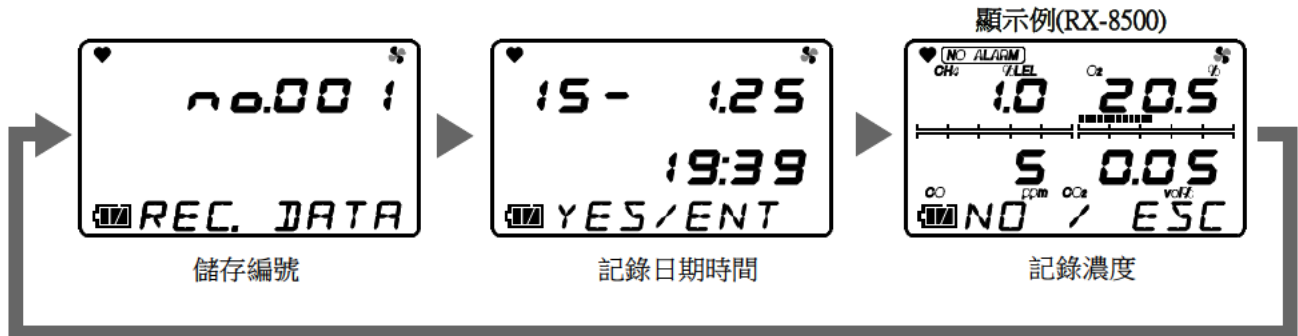 顯示例(RX-8500)
no.001
REC. DATA
儲存編號
15- 1.25
19:39
YES/ENT
記錄日期時間
NO ALARM
CH4 %LEL O2 %
1.0 20.5
5 0.05
CO ppm CO2 vol%
NO / ESC
記錄濃度